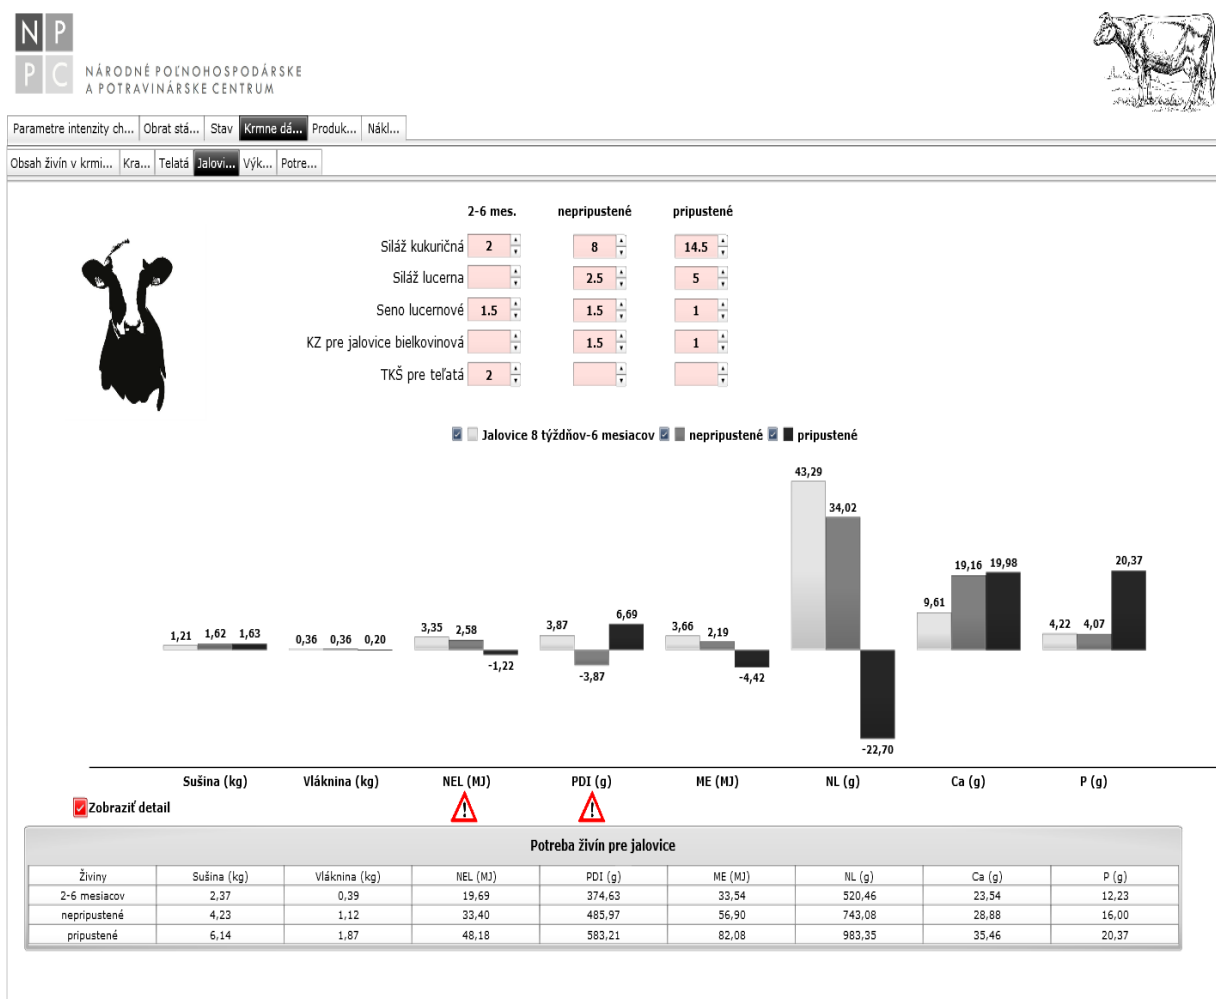 N P
P C
NÁRODNÉ POĽNOHOSPODÁRSKE
A POTRAVINÁRSKE CENTRUM
Parametre intenzity ch... Obrat stá... Stav Krmne dá... Produk... Nákl...
Obsah živín v krmi... Kra... Telatá Jalovi... Výk... Potre...
2-6 mes. nepripustené pripustené
Siláž kukuričná 2 8 14.5
Siláž lucerna 2.5 5
Seno lucernové 1.5 1.5 1
KZ pre jalovice bielkovinová 1.5 1
TKŠ pre teľatá 2
Jalovice 8 týždňov-6 mesiacov nepripustené pripustené
1,21 1,62 1,63 0,36 0,36 0,20 3,35 2,58 -1,22 3,87 -3,87 6,69 3,66 2,19 -4,42 43,29 34,02 -22,70 9,61 19,16 19,98 4,22 4,07 20,37
Sušina (kg) Vláknina (kg) NEL (MJ) PDI (g) ME (MJ) NL (g) Ca (g) P (g)
Zobraziť detail ! !
Potreba živín pre jalovice
Živiny Sušina (kg) Vláknina (kg) NEL (MJ) PDI (g) ME (MJ) NL (g) Ca (g) P (g)
2-6 mesiacov 2,37 0,39 19,69 374,63 33,54 520,46 23,54 12,23
nepripustené 4,23 1,12 33,40 485,97 56,90 743,08 28,88 16,00
pripustené 6,14 1,87 48,18 583,21 82,08 983,35 35,46 20,37